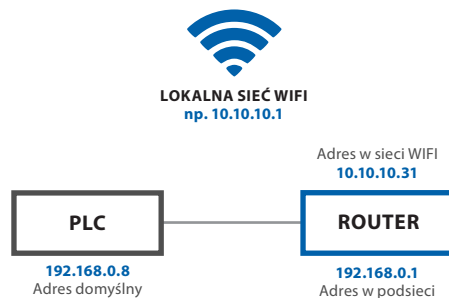 LOKALNA SIEĆ WIFI
np. 10.10.10.1
Adres w sieci WIFI
10.10.10.31
PLC
ROUTER
192.168.0.8
Adres domyślny
192.168.0.1
Adres w podsieci